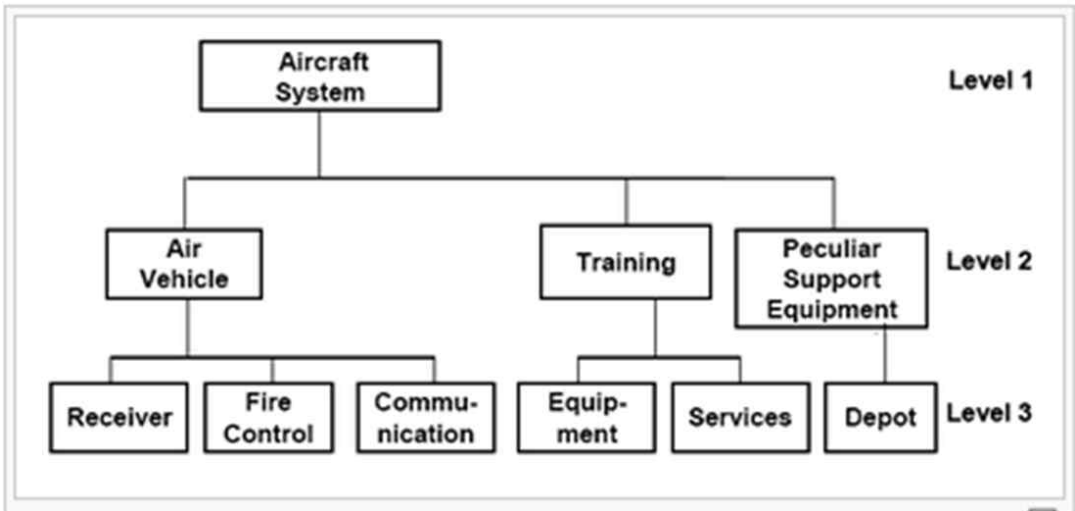 Aircraft
System
Level 1
Air
Vehicle
Training
Peculiar
Support
Equipment
Level 2
Receiver
Fire
Control
Commu-
nication
Equip-
ment
Services
Depot
Level 3